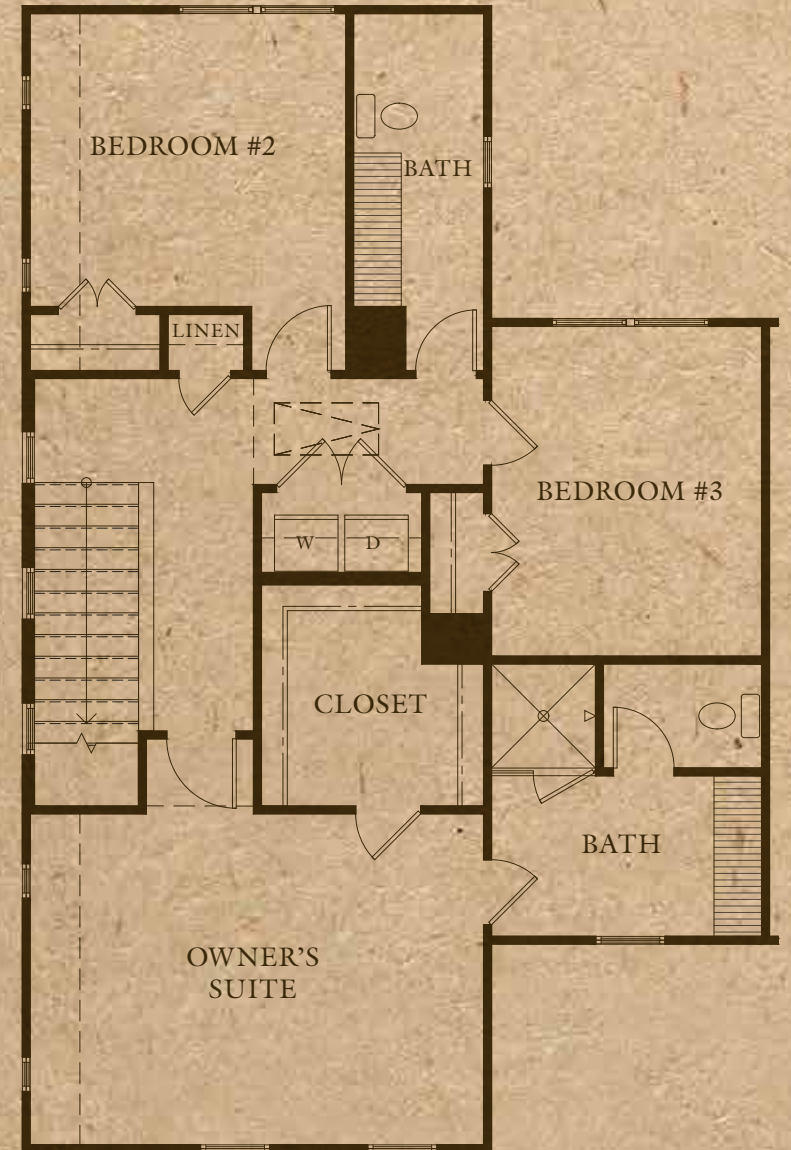 BEDROOM #2
BATH
LINEN
BEDROOM #3
W
D
CLOSET
BATH
OWNER'S
SUITE